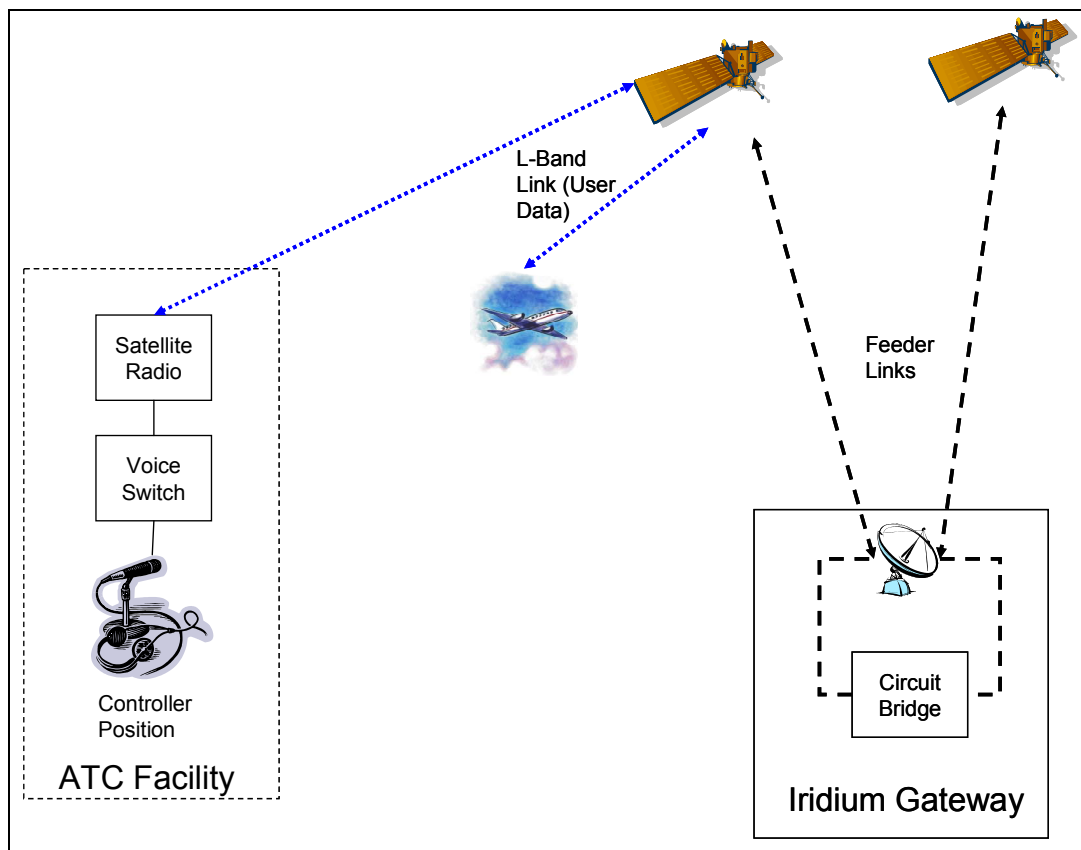 L-Band
Link (User
Data)
Satellite
Radio
Feeder
Links
Voice
Switch
Controller
Position
Circuit
Bridge
ATC Facility
Iridium Gateway